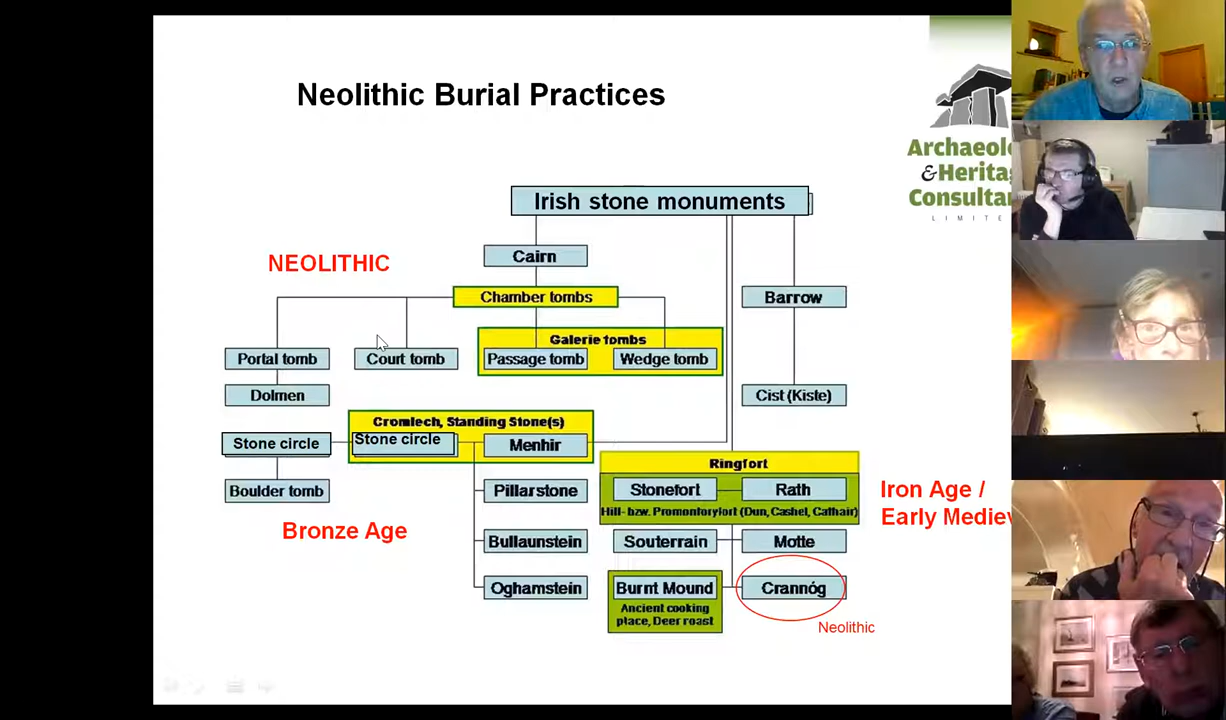 Neolithic Burial Practices
Archaeol
& Herita
Consulta
LIMITE
Irish stone monuments
Cairn
NEOLITHIC
Chamber tombs
Barrow
Galerie tombs
Portal tomb
Court tomb
Passage tomb
Wedge tomb
Dolmen
Cist (Kiste)
Cromlech, Standing Stone(s)
Stone circle
Stone circle
Menhir
Ringfort
Boulder tomb
Pillarstone
Stonefort
Rath
Iron Age /
Early Mediev
Hill- bzw. Promontoryfort (Dun, Cashel, Cathair)
Bronze Age
Bullaunstein
Souterrain
Motte
Oghamstein
Burnt Mound
Crannóg
Ancient cooking
place, Deer roast
Neolithic